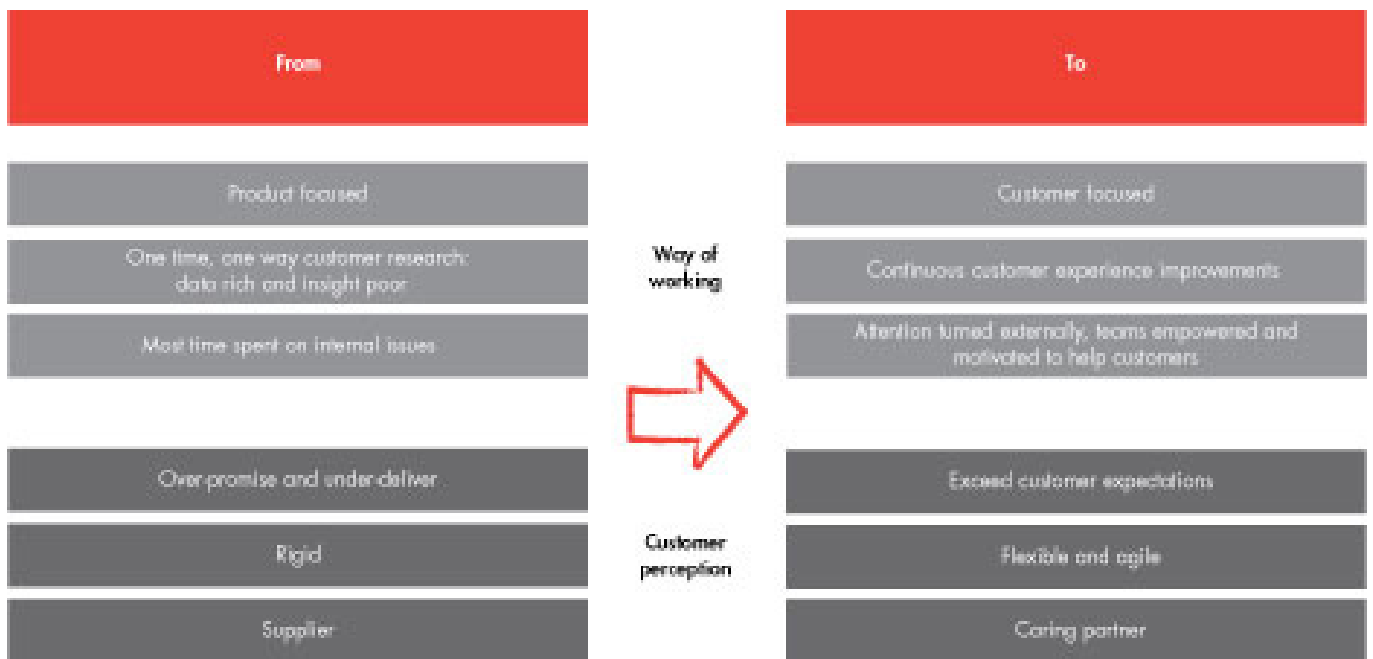 From
To
Product focused
Customer focused
One time, one way customer research:
data rich and insight poor
Way of
working
Continuous customer experience improvements
Most time spent on internal issues
Attention turned externally, teams empowered and
motivated to help customers
Over-promise and under-deliver
Exceed customer expectations
Rigid
Customer
perception
Flexible and agile
Supplier
Caring partner